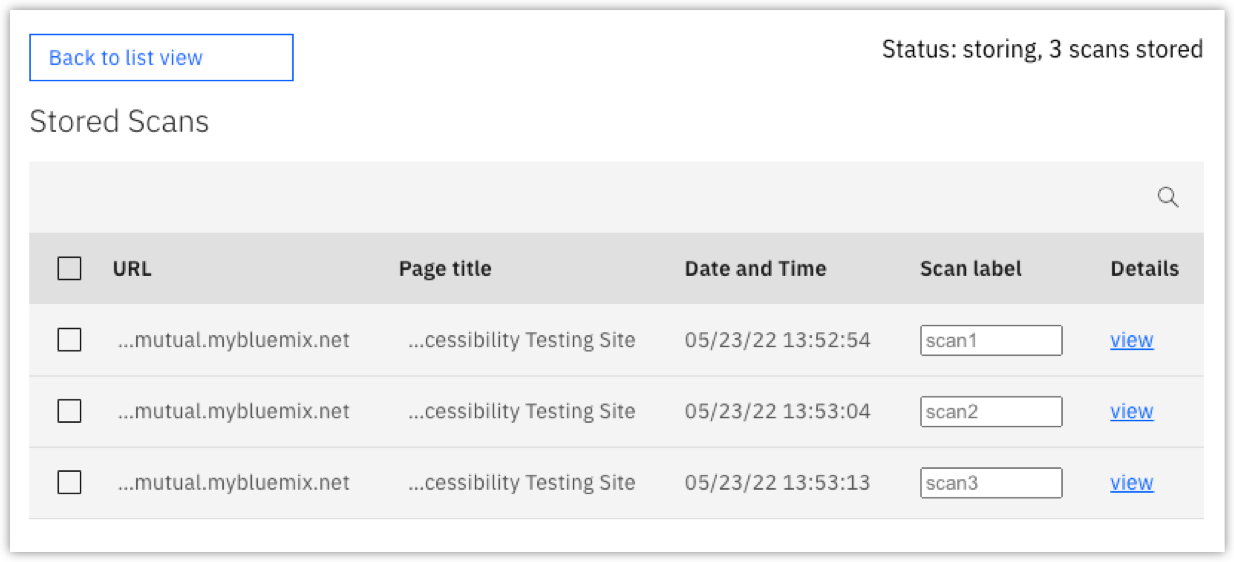 Back to list view
Status: storing, 3 scans stored
Stored Scans
URL Page title Date and Time Scan label Details
...mutual.mybluemix.net ...cessibility Testing Site 05/23/22 13:52:54 scan1 view
...mutual.mybluemix.net ...cessibility Testing Site 05/23/22 13:53:04 scan2 view
...mutual.mybluemix.net ...cessibility Testing Site 05/23/22 13:53:13 scan3 view